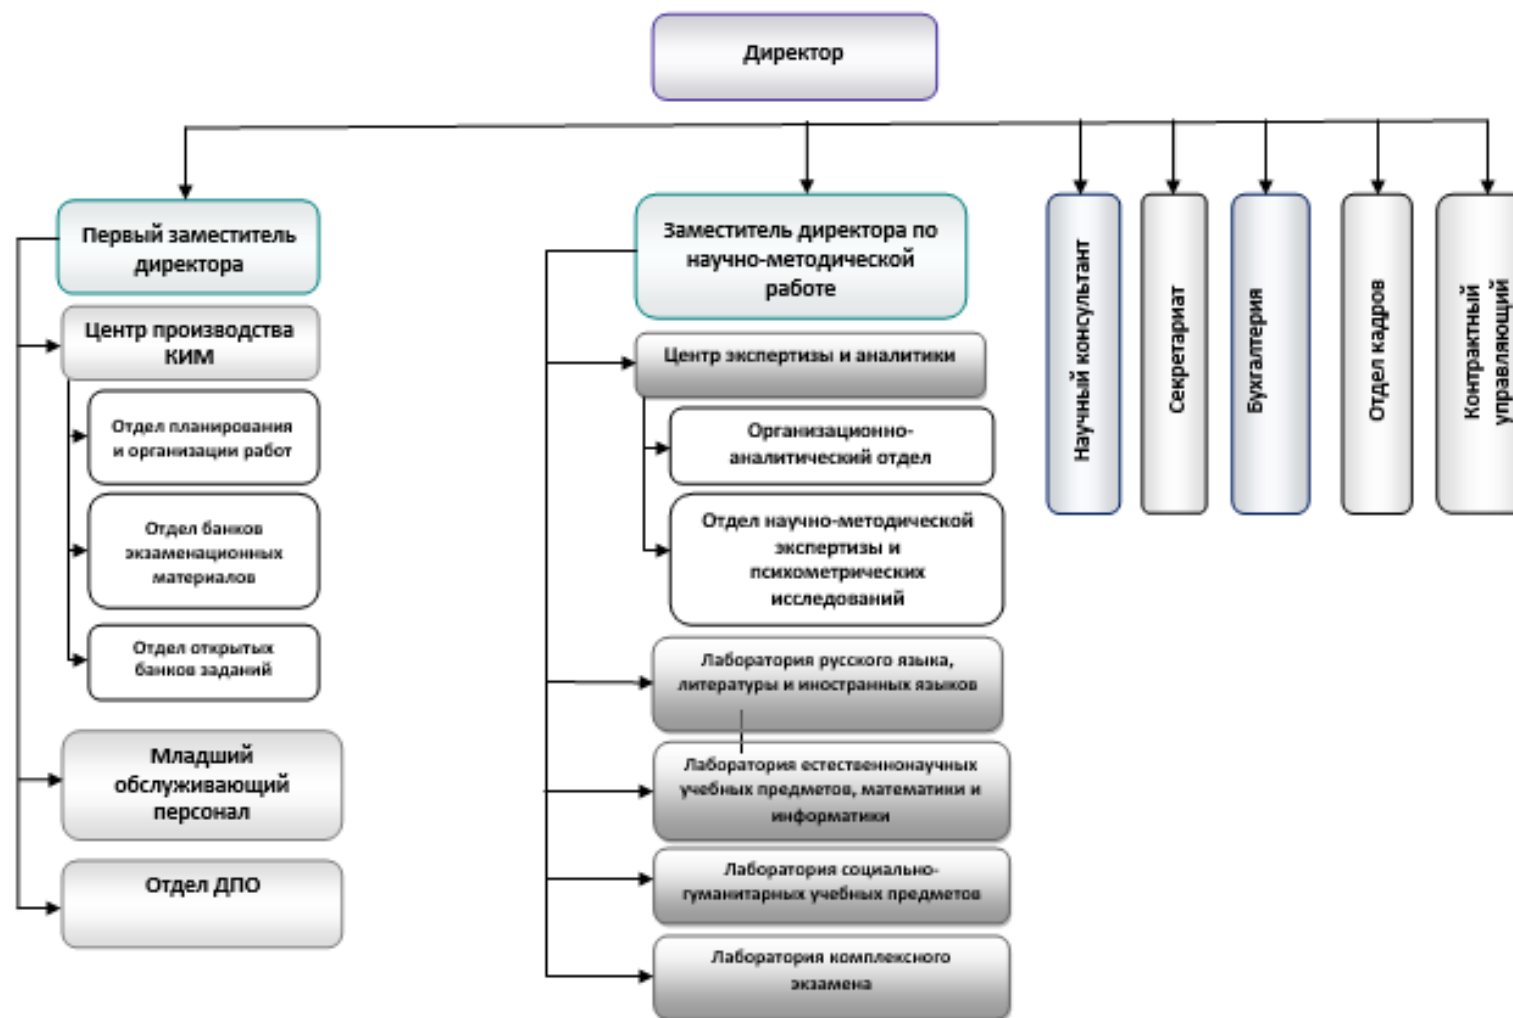 Директор
Первый заместитель
директора
Центр производства
КИМ
Отдел планирования
и организации работ
Отдел банков
экзаменационных
материалов
Отдел открытых
банков заданий
Младший
обслуживающий
персонал
Отдел ДПО
Заместитель директора по
научно-методической
работе
Центр экспертизы и аналитики
Организационно-
аналитический отдел
Отдел научно-методической
экспертизы и
психометрических
исследований
Лаборатория русского языка,
литературы и иностранных языков
Лаборатория естественнонаучных
учебных предметов, математики и
информатики
Лаборатория социально-
гуманитарных учебных предметов
Лаборатория комплексного
экзамена
Научный консультант
Секретариат
Бухгалтерия
Отдел кадров
Контрактный
управляющий